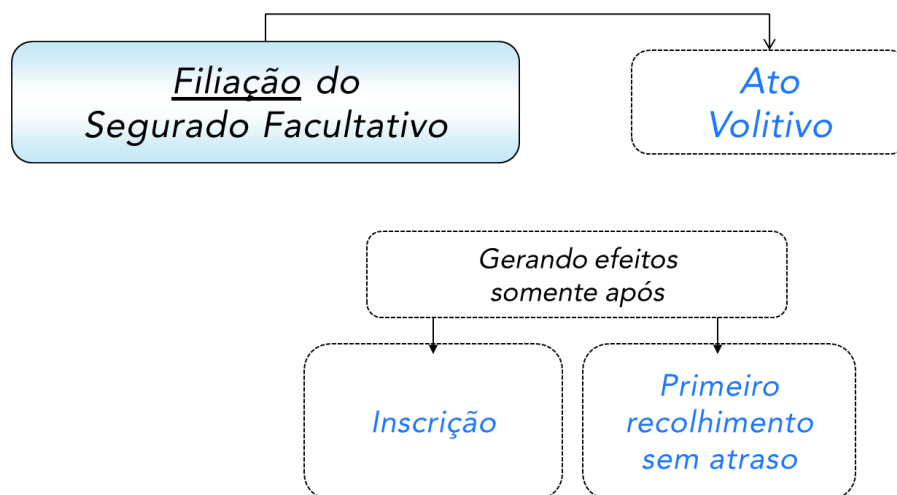 Filiação do
Segurado Facultativo
Ato
Volitivo
Gerando efeitos
somente após
Inscrição
Primeiro
recolhimento
sem atraso